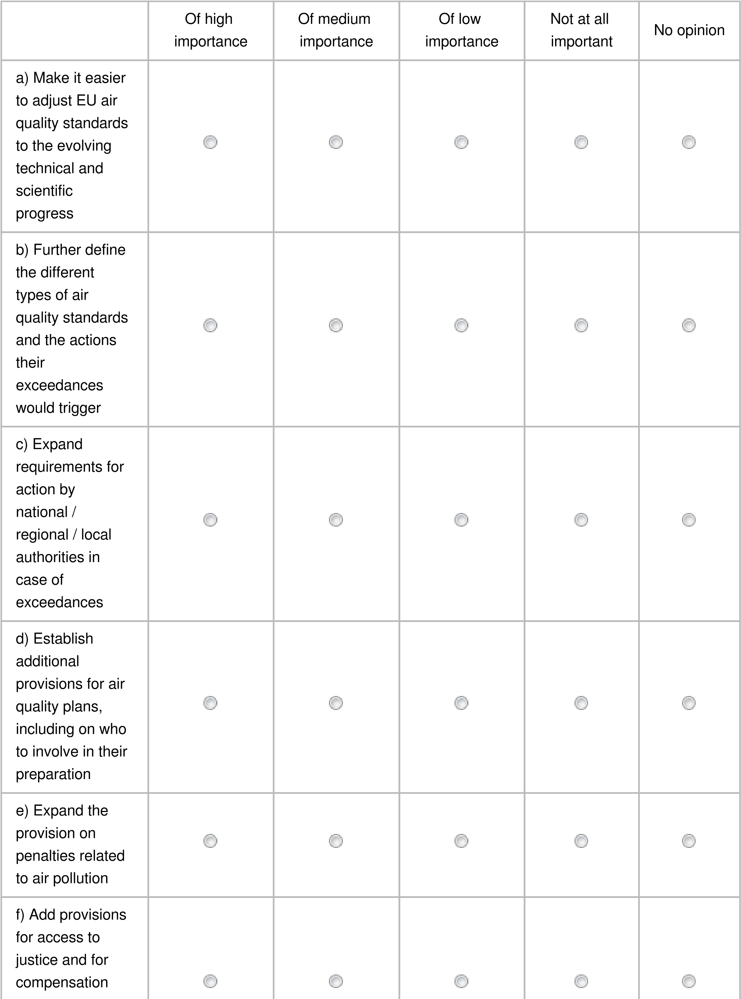 Of high
importance
Of medium
importance
Of low
importance
Not at all
important
No opinion
a) Make it easier
to adjust EU air
quality standards
to the evolving
technical and
scientific
progress
b) Further define
the different
types of air
quality standards
and the actions
their
exceedances
would trigger
c) Expand
requirements for
action by
national /
regional / local
authorities in
case of
exceedances
d) Establish
additional
provisions for air
quality plans,
including on who
to involve in their
preparation
e) Expand the
provision on
penalties related
to air pollution
f) Add provisions
for access to
justice and for
compensation